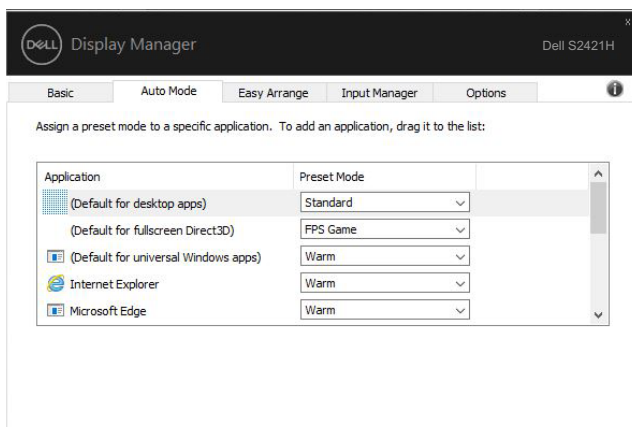 DELL Display Manager
x
Dell S2421H
Basic Auto Mode Easy Arrange Input Manager Options i
Assign a preset mode to a specific application. To add an application, drag it to the list:
Application Preset Mode
(Default for desktop apps) Standard
(Default for fullscreen Direct3D) FPS Game
(Default for universal Windows apps) Warm
Internet Explorer Warm
Microsoft Edge Warm